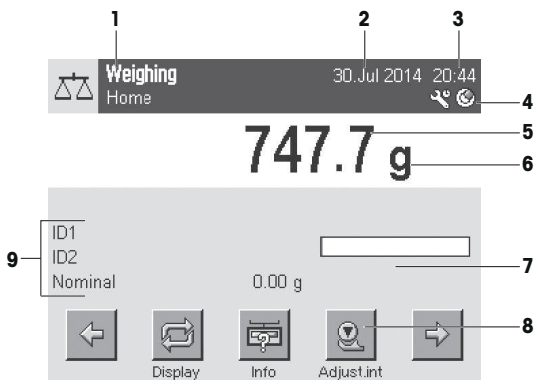 1 2 3
Weighing 30.Jul 2014 20:44
Home
4
747.7 g
5
6
ID1
ID2
9
Nominal 0.00 g
7
8
Display Info Adjust.int